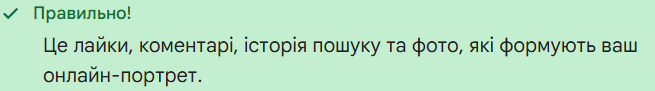 Правильно!
Це лайки, коментарі, історія пошуку та фото, які формують ваш
онлайн-портрет.